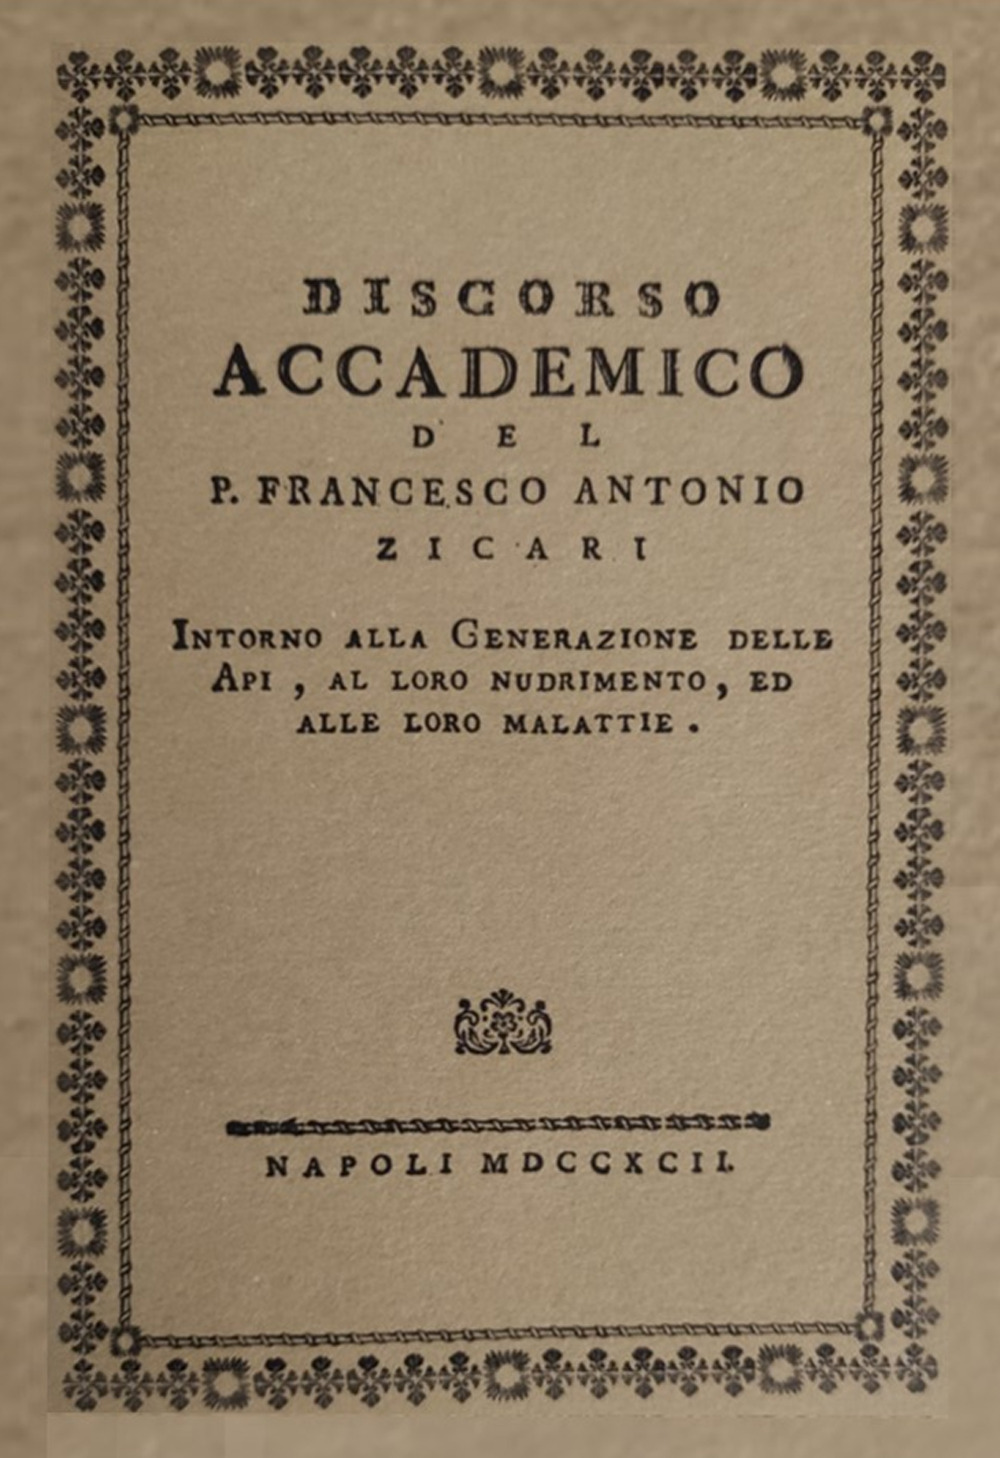 DISCORSO
ACCADEMICO
DEL
P. FRANCESCO ANTONIO
ZICARI
INTORNO ALLA GENERAZIONE DELLE
API , AL LORO NUDRIMENTO , ED
ALLE LORO MALATTIE .
NAPOLI MDCCXCII.